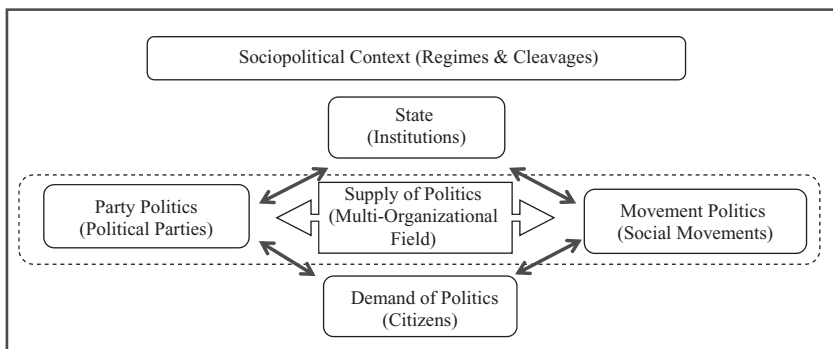 Sociopolitical Context (Regimes & Cleavages)
State
(Institutions)
Party Politics
(Political Parties)
Supply of Politics
(Multi-Organizational
Field)
Movement Politics
(Social Movements)
Demand of Politics
(Citizens)